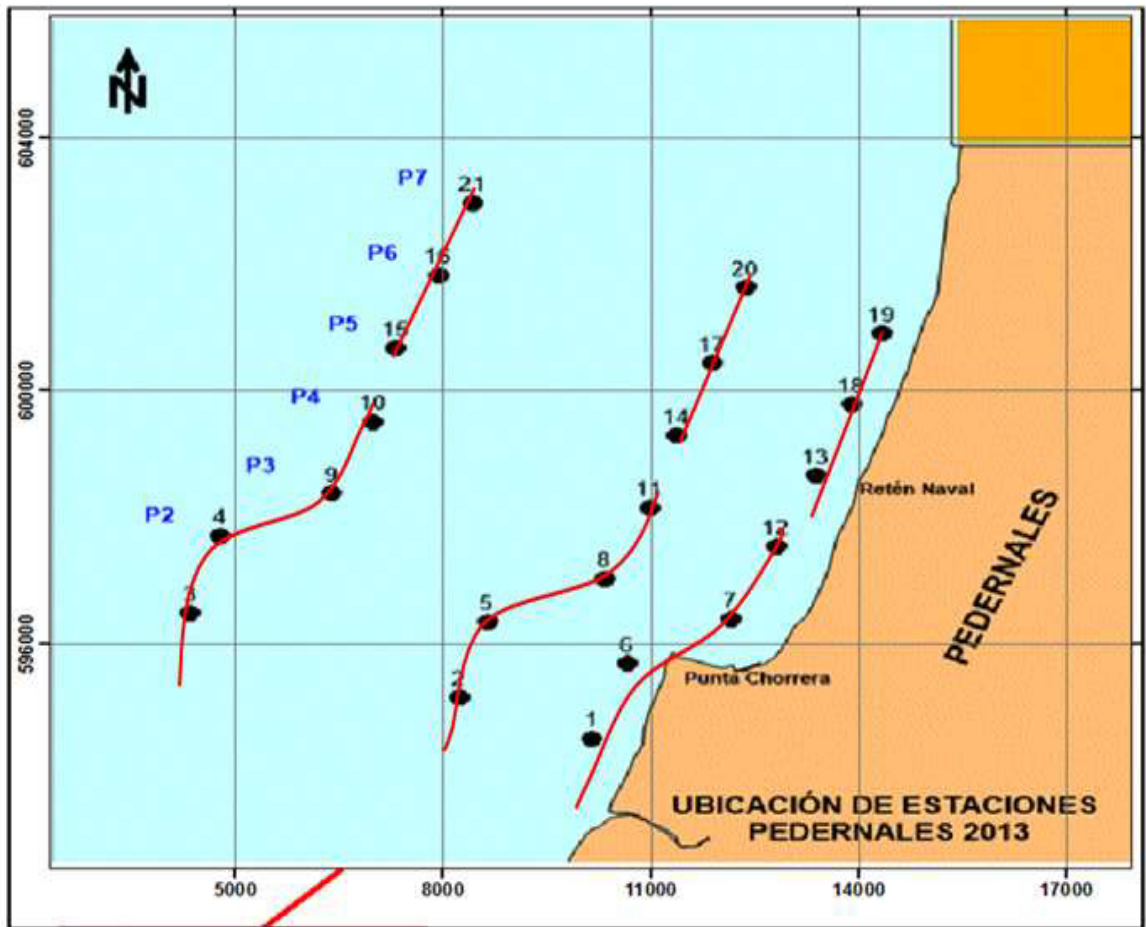 N
604000
P7
21
P6
16
20
P5
15
19
17
600000
P4
10
18
14
P3
9
13
11
Retén Naval
P2
4
12
8
3
5
7
PEDERNALES
596000
6
2
Punta Chorrera
1
UBICACIÓN DE ESTACIONES
PEDERNALES 2013
5000 8000 11000 14000 17000